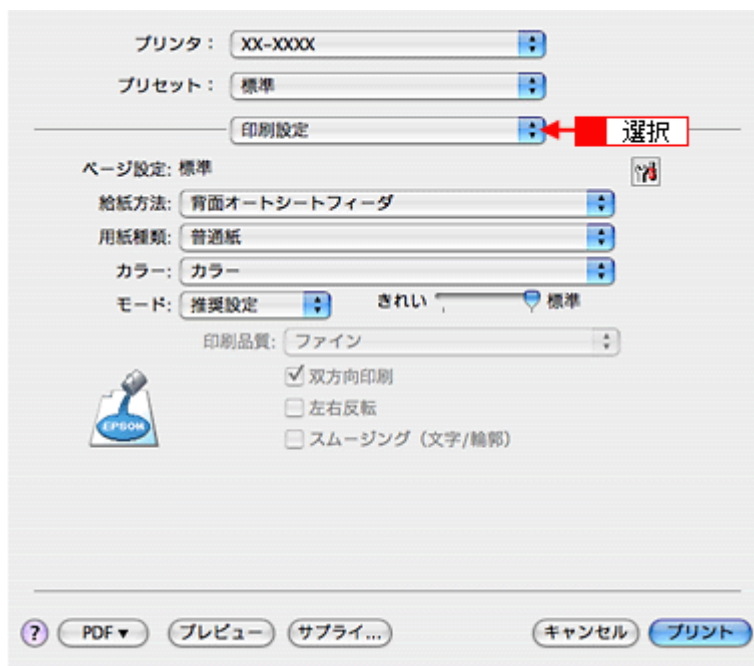 プリンタ： XX-XXXX
プリセット： 標準
印刷設定 選択
ページ設定: 標準
給紙方法: 背面オートシートフィーダ
用紙種類: 普通紙
カラー: カラー
モード: 推奨設定 きれい 標準
印刷品質: ファイン
双方向印刷
左右反転
スムージング（文字/輪郭）
EPSON
? PDF▼ プレビュー サプライ... キャンセル プリント